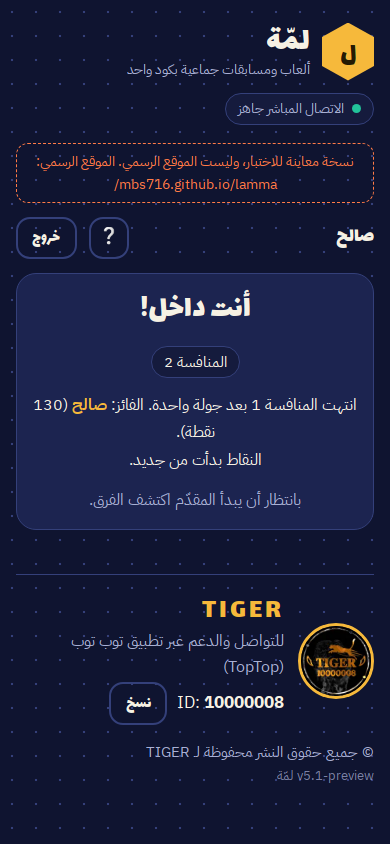 ل
لمّة
ألعاب ومسابقات جماعية بكود واحد
الاتصال المباشر جاهز
نسخة معاينة للاختبار، وليست الموقع الرسمي. الموقع الرسمي:
mbs716.github.io/lamma/
صالح
?
خروج
أنت داخل!
المنافسة 2
انتهت المنافسة 1 بعد جولة واحدة. الفائز: صالح (130
نقطة).
النقاط بدأت من جديد.
بانتظار أن يبدأ المقدّم اكتشف الفرق.
TIGER
للتواصل والدعم عبر تطبيق توب توب
(TopTop)
ID: 10000008
نسخ
TIGER
10000008
© جميع حقوق النشر محفوظة لـ TIGER
لمّة v5.1-preview